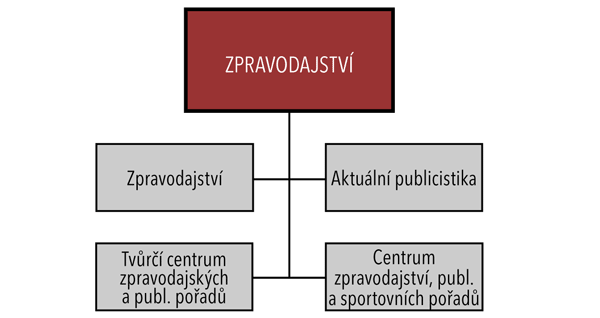 ZPRAVODAJSTVÍ
Zpravodajství
Aktuální publicistika
Tvůrčí centrum
zpravodajských
a publ. pořadů
Centrum
zpravodajství, publ.
a sportovních pořadů